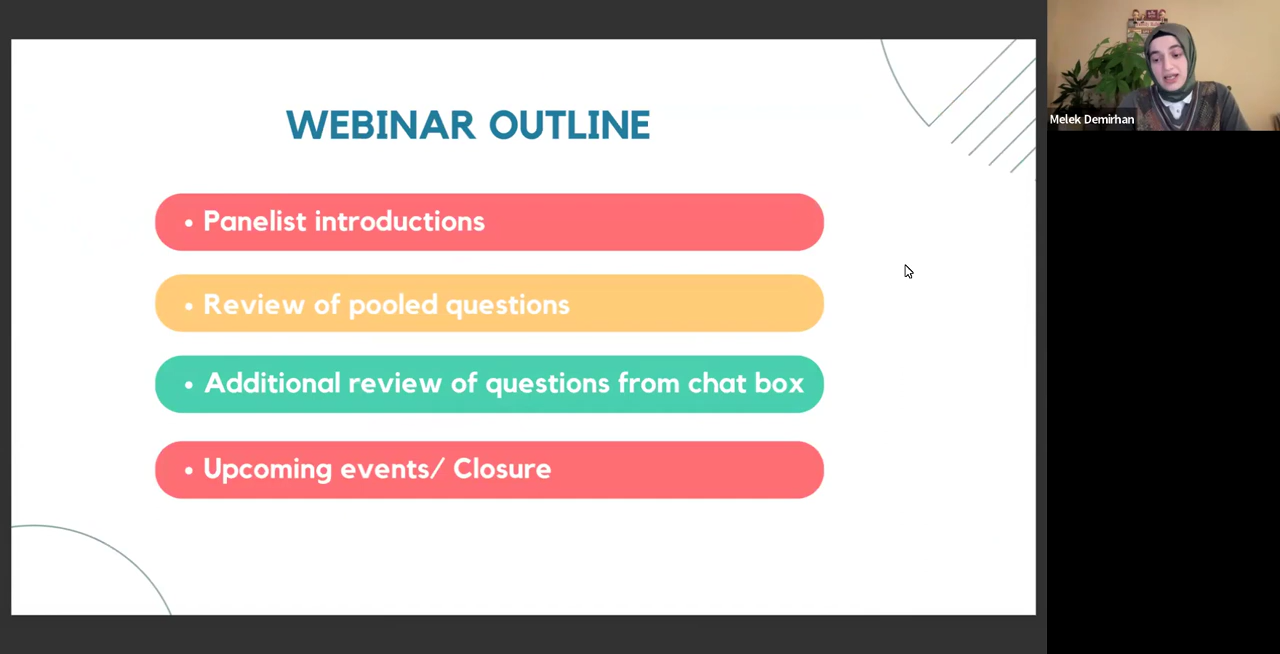 WEBINAR OUTLINE
• Panelist introductions
• Review of pooled questions
• Additional review of questions from chat box
• Upcoming events/ Closure
Melek Demirhan